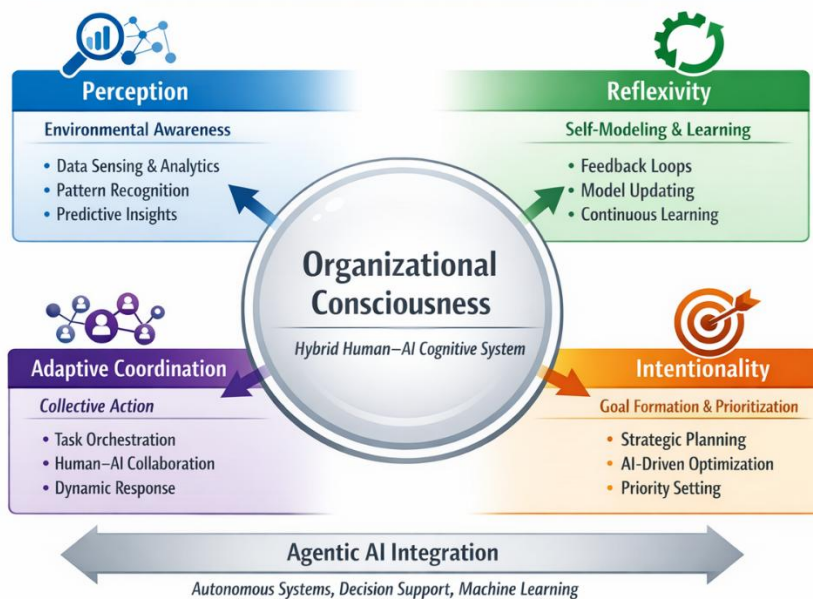 Perception
Environmental Awareness
• Data Sensing & Analytics
• Pattern Recognition
• Predictive Insights
Reflexivity
Self-Modeling & Learning
• Feedback Loops
• Model Updating
• Continuous Learning
Organizational
Consciousness
Hybrid Human–AI Cognitive System
Adaptive Coordination
Collective Action
• Task Orchestration
• Human–AI Collaboration
• Dynamic Response
Intentionality
Goal Formation & Prioritization
• Strategic Planning
• AI-Driven Optimization
• Priority Setting
Agentic AI Integration
Autonomous Systems, Decision Support, Machine Learning